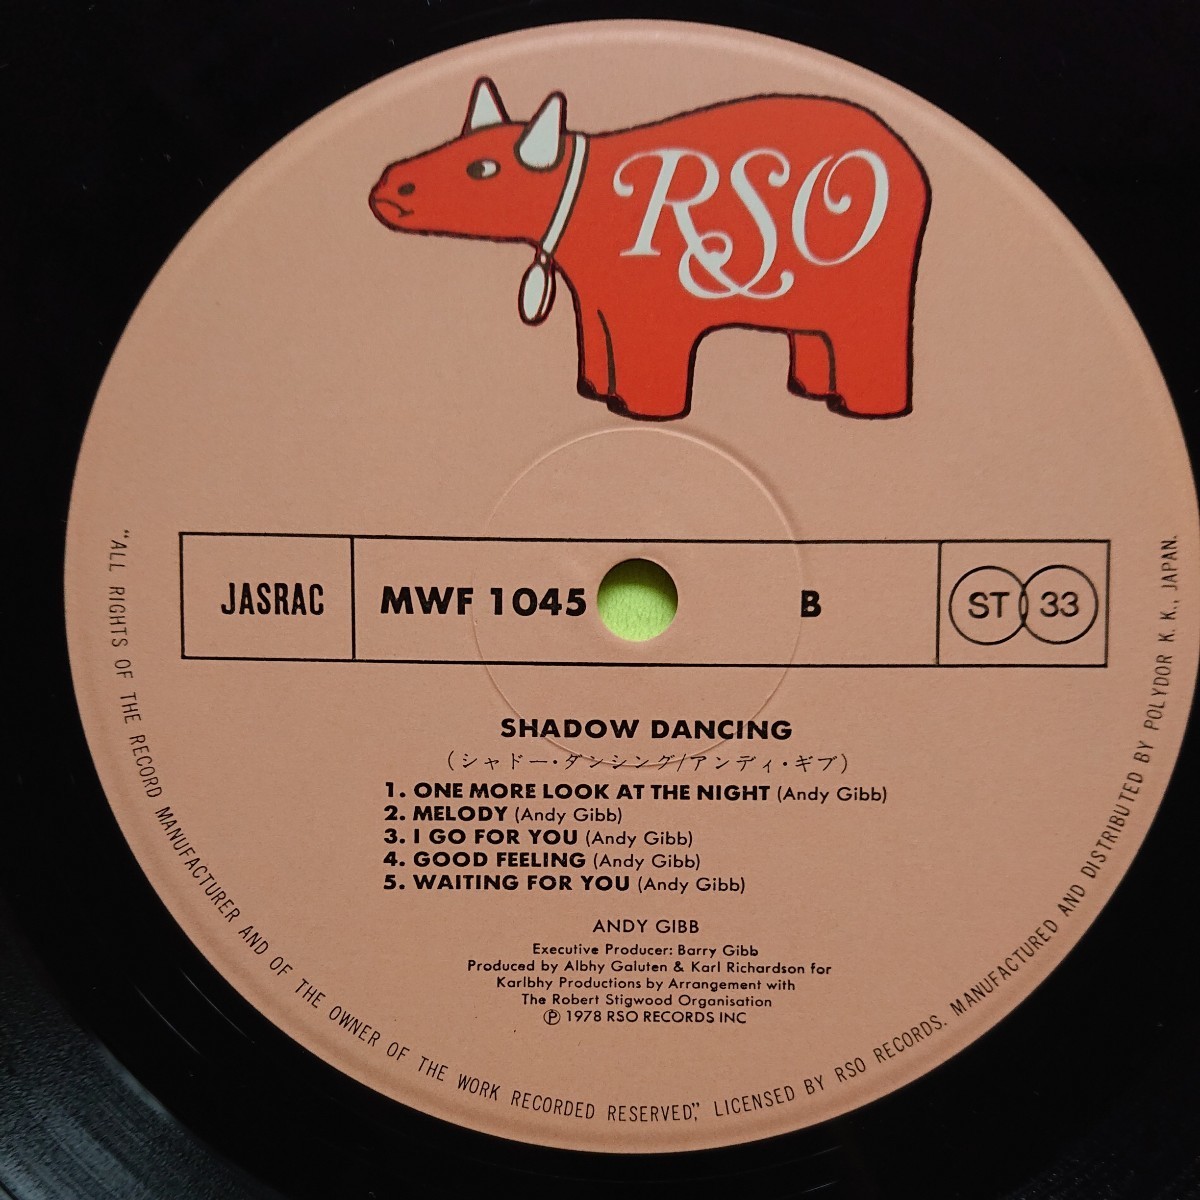 RSO
JASRAC
MWF 1045
B
ST 33
SHADOW DANCING
(シャドー・ダンシング/アンディ・ギブ)
1. ONE MORE LOOK AT THE NIGHT (Andy Gibb)
2. MELODY (Andy Gibb)
3. I GO FOR YOU (Andy Gibb)
4. GOOD FEELING (Andy Gibb)
5. WAITING FOR YOU (Andy Gibb)
ANDY GIBB
Executive Producer: Barry Gibb
Produced by Albhy Galuten & Karl Richardson for
Karlbhy Productions by Arrangement with
The Robert Stigwood Organisation
Ⓟ 1978 RSO RECORDS INC
"ALL RIGHTS OF THE RECORD MANUFACTURER AND OF THE OWNER OF THE WORK RECORDED RESERVED," LICENSED BY RSO RECORDS. MANUFACTURED AND DISTRIBUTED BY POLYDOR K. K., JAPAN.